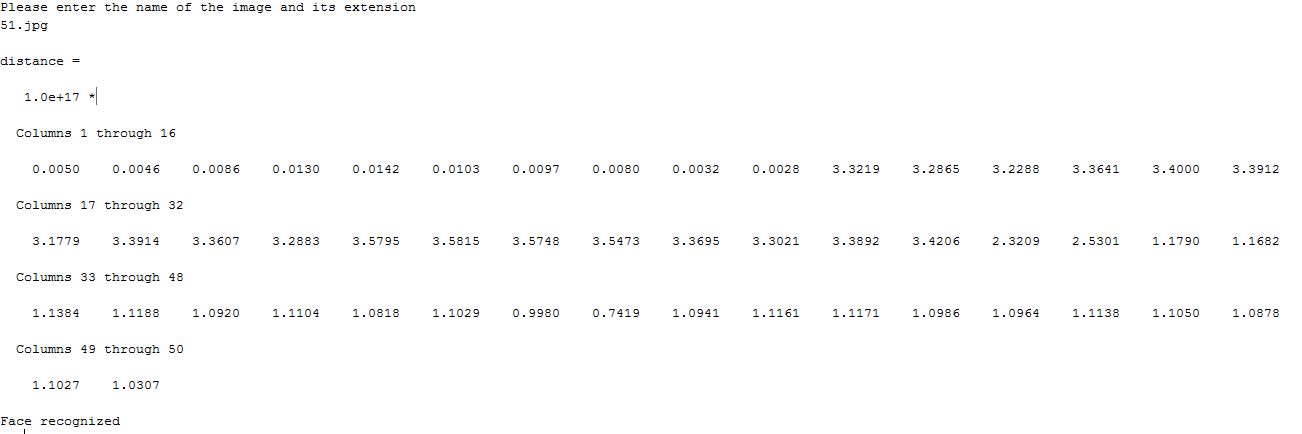 Please enter the name of the image and its extension
51.jpg
distance =
1.0e+17 *
Columns 1 through 16
0.0050 0.0046 0.0086 0.0130 0.0142 0.0103 0.0097 0.0080 0.0032 0.0028 3.3219 3.2865 3.2288 3.3641 3.4000 3.3912
Columns 17 through 32
3.1779 3.3914 3.3607 3.2883 3.5795 3.5815 3.5748 3.5473 3.3695 3.3021 3.3892 3.4206 2.3209 2.5301 1.1790 1.1682
Columns 33 through 48
1.1384 1.1188 1.0920 1.1104 1.0818 1.1029 0.9980 0.7419 1.0941 1.1161 1.1171 1.0986 1.0964 1.1138 1.1050 1.0878
Columns 49 through 50
1.1027 1.0307
Face recognized